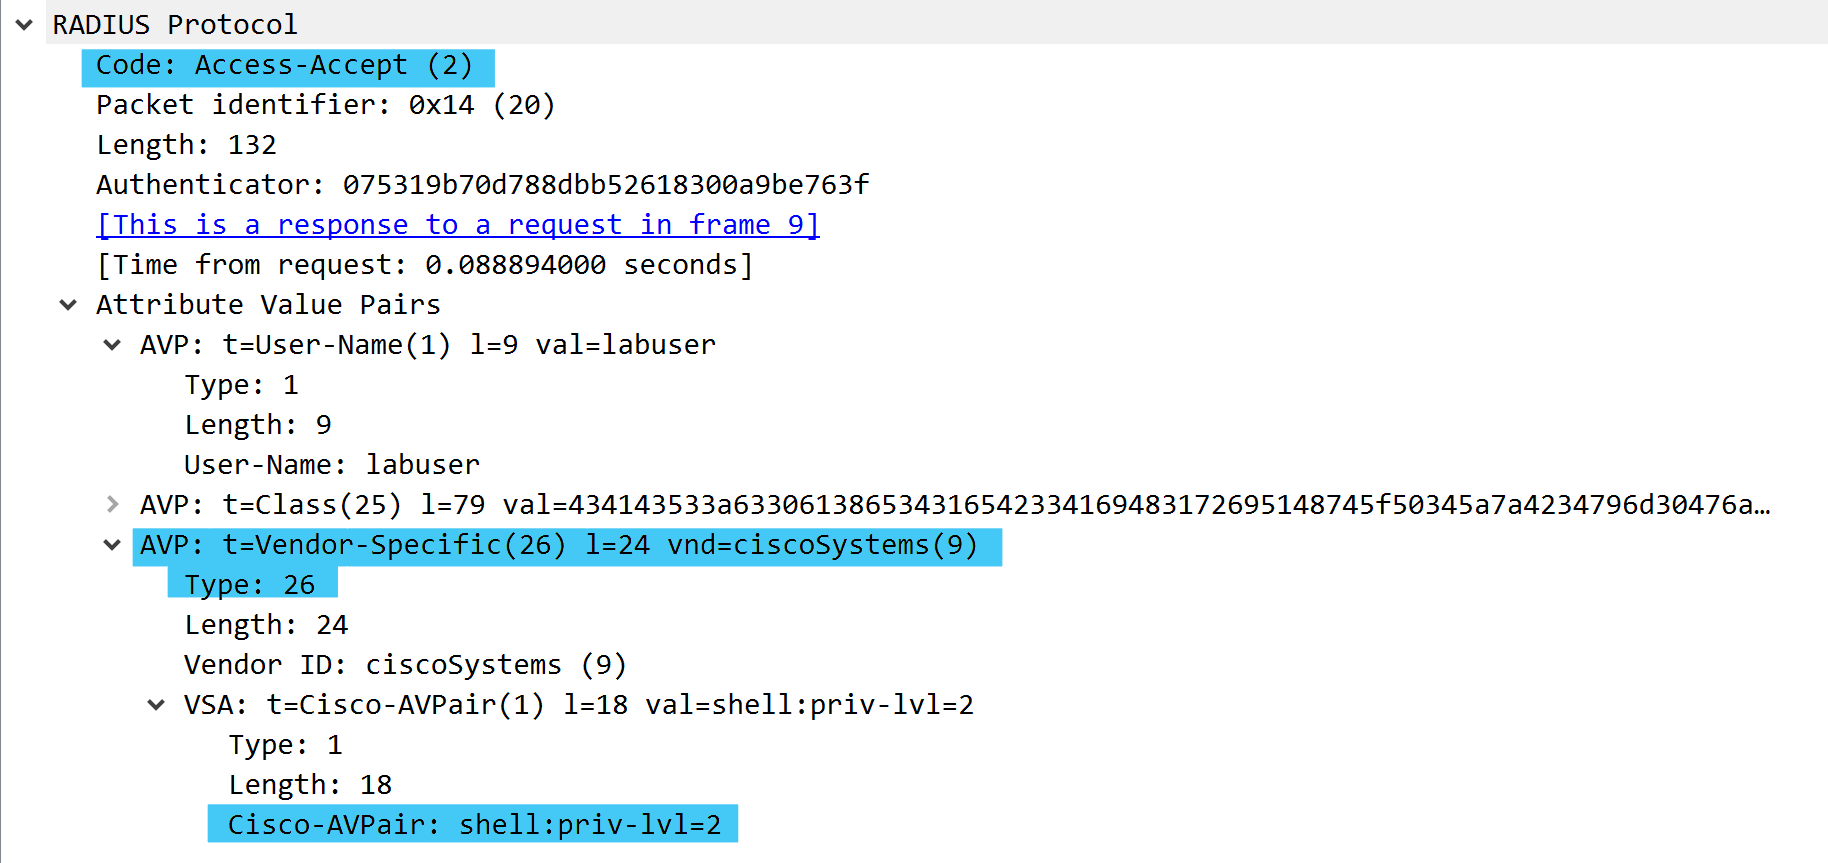 RADIUS Protocol
Code: Access-Accept (2)
Packet identifier: 0x14 (20)
Length: 132
Authenticator: 075319b70d788dbb52618300a9be763f
[This is a response to a request in frame 9]
[Time from request: 0.088894000 seconds]
Attribute Value Pairs
AVP: t=User-Name(1) l=9 val=labuser
Type: 1
Length: 9
User-Name: labuser
AVP: t=Class(25) l=79 val=434143533a63306138653431654233416948317269514874​5f50345a7a4234796d30476a…
AVP: t=Vendor-Specific(26) l=24 vnd=ciscoSystems(9)
Type: 26
Length: 24
Vendor ID: ciscoSystems (9)
VSA: t=Cisco-AVPair(1) l=18 val=shell:priv-lvl=2
Type: 1
Length: 18
Cisco-AVPair: shell:priv-lvl=2